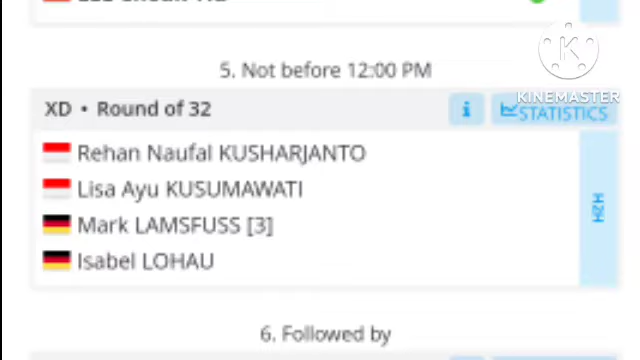 5. Not before 12:00 PM
KINEMASTER
XD • Round of 32
i
STATISTICS
Rehan Naufal KUSHARJANTO
Lisa Ayu KUSUMAWATI
Mark LAMSFUSS [3]
Isabel LOHAU
H2H
6. Followed by